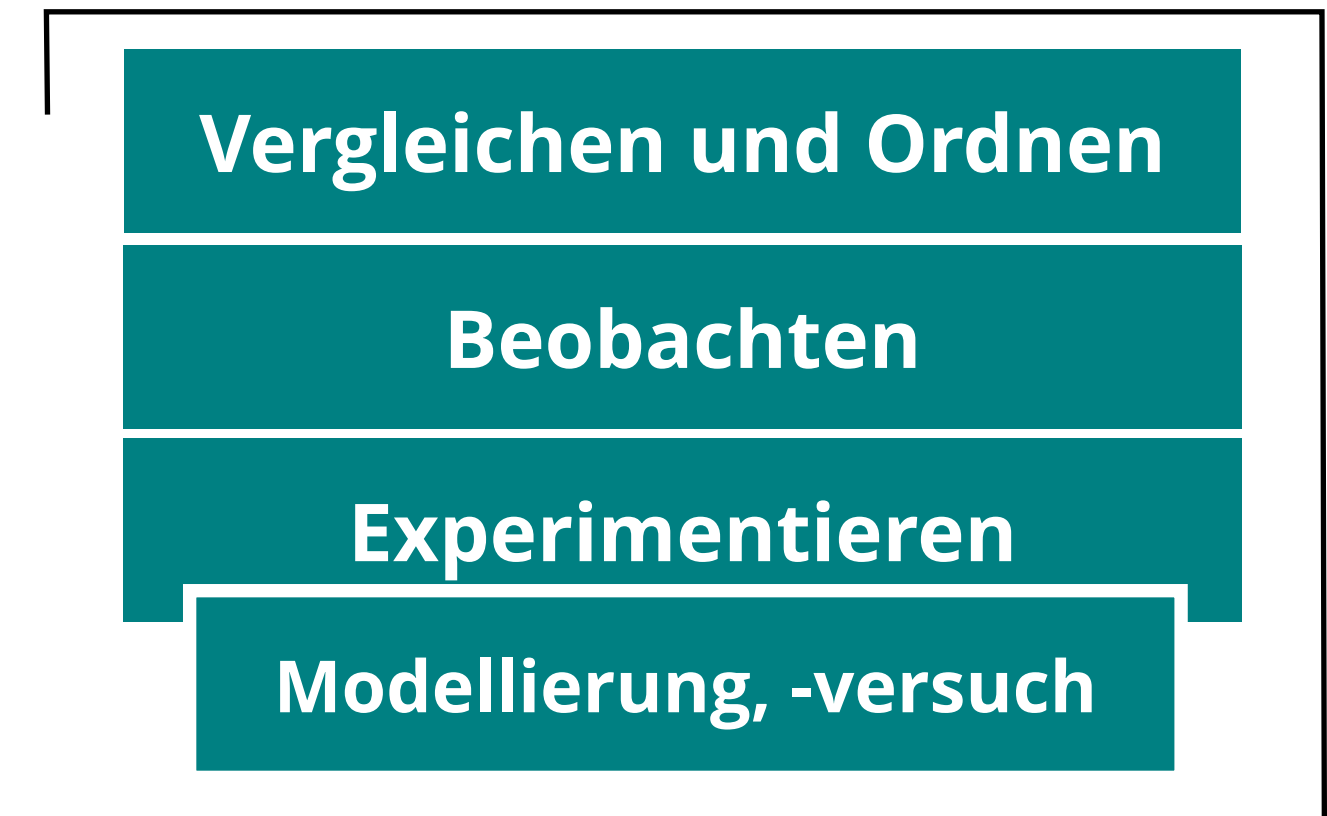 Vergleichen und Ordnen
Beobachten
Experimentieren
Modellierung, -versuch